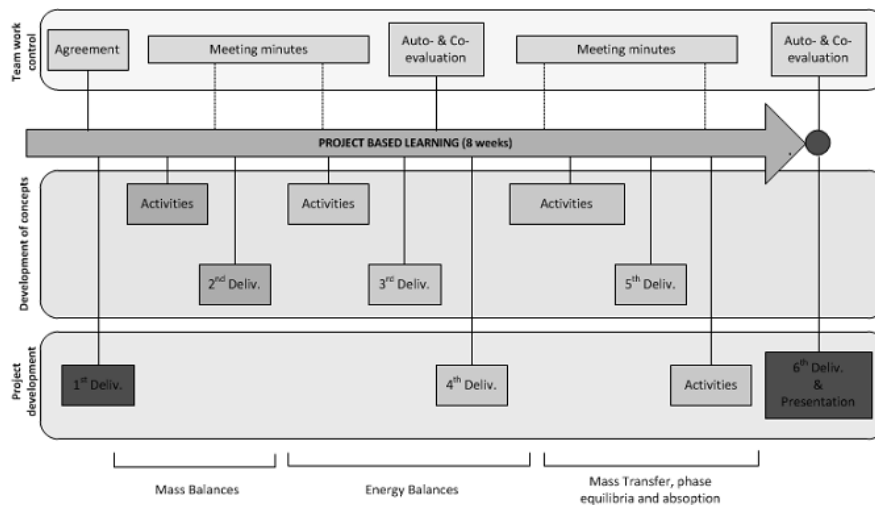 Team work
control
Agreement
Meeting minutes
Auto- & Co-
evaluation
Meeting minutes
Auto- & Co-
evaluation
PROJECT BASED LEARNING (8 weeks)
Development of concepts
Activities
Activities
Activities
2nd Deliv.
3rd Deliv.
5th Deliv.
Project
development
1st Deliv.
4th Deliv.
Activities
6th Deliv.
&
Presentation
Mass Balances
Energy Balances
Mass Transfer, phase
equilibria and absoption